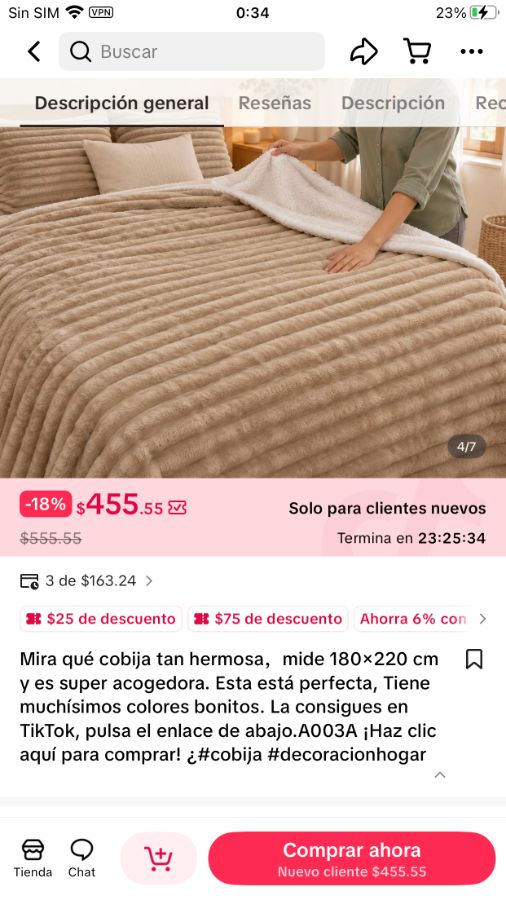 Sin SIM VPN 0:34 23%
Buscar
Descripción general Reseñas Descripción Rec
4/7
-18% $455.55 Solo para clientes nuevos
$555.55 Termina en 23:25:34
3 de $163.24
$25 de descuento $75 de descuento Ahorra 6% con
Mira qué cobija tan hermosa，mide 180×220 cm
y es super acogedora. Esta está perfecta, Tiene
muchísimos colores bonitos. La consigues en
TikTok, pulsa el enlace de abajo.A003A ¡Haz clic
aquí para comprar! ¿#cobija #decoracionhogar
Tienda Chat Comprar ahora
Nuevo cliente $455.55